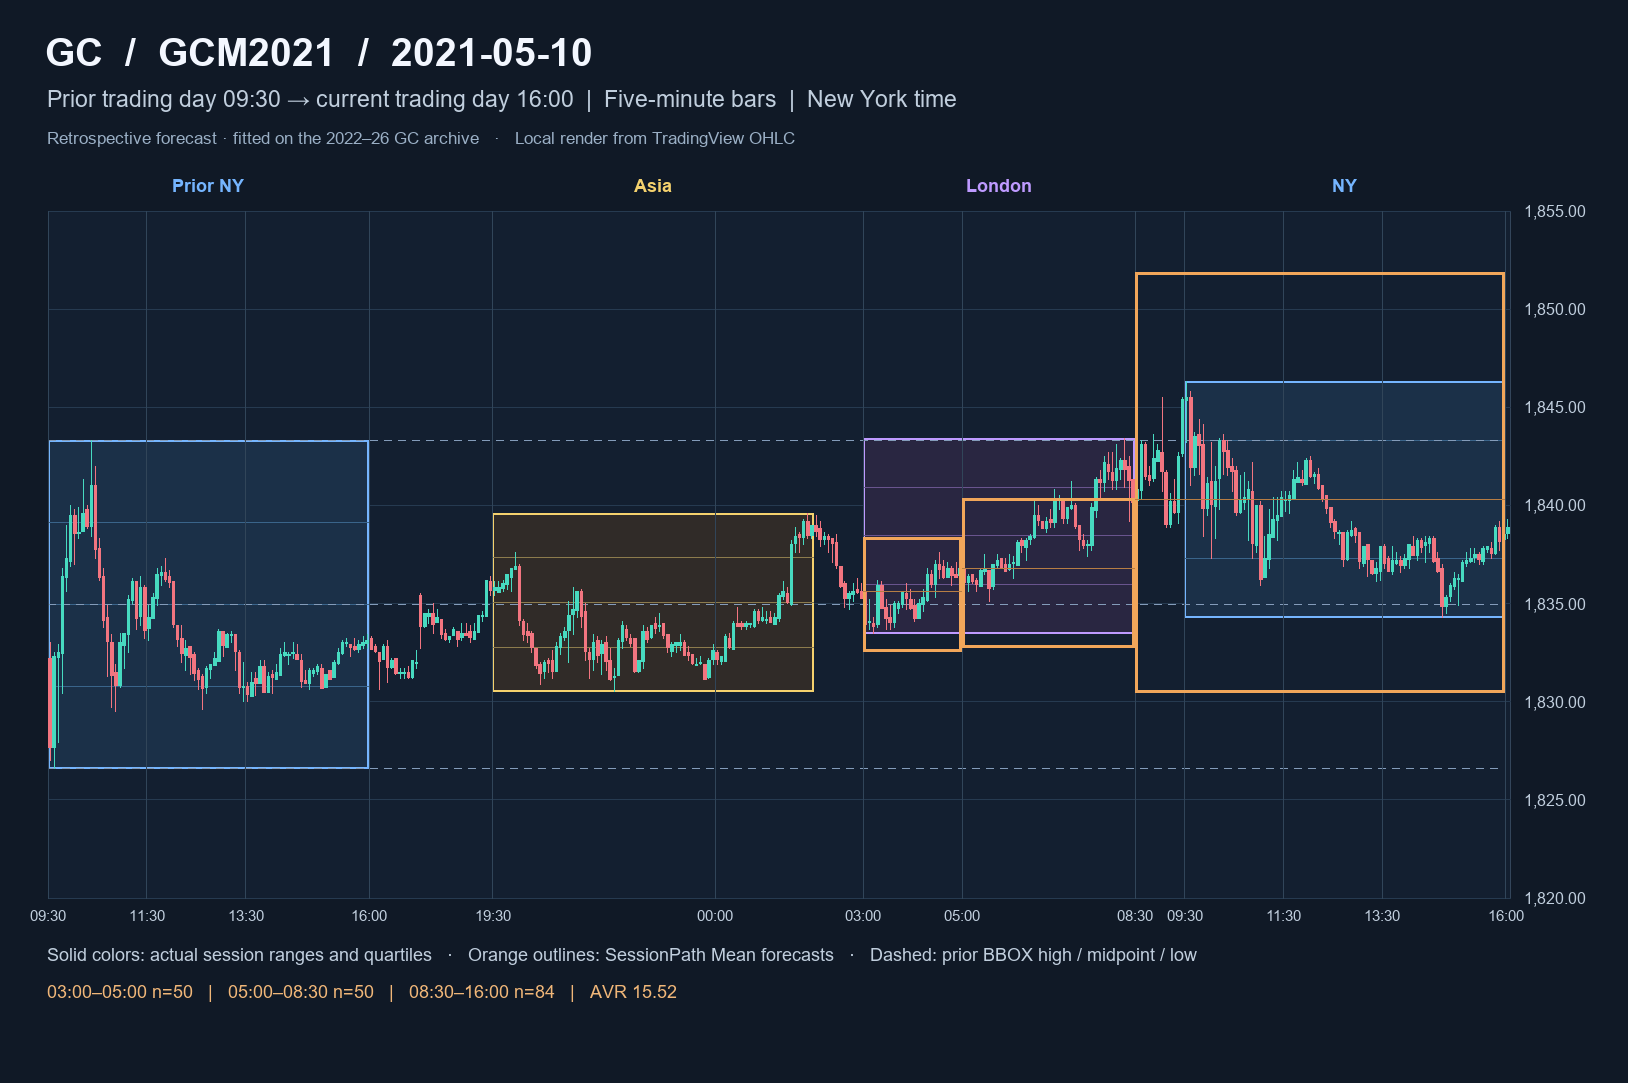 GC / GCM2021 / 2021-05-10
Prior trading day 09:30 → current trading day 16:00 | Five-minute bars | New York time
Retrospective forecast · fitted on the 2022–26 GC archive · Local render from TradingView OHLC
Prior NY Asia London NY
1,855.00
1,850.00
1,845.00
1,840.00
1,835.00
1,830.00
1,825.00
1,820.00
09:30 11:30 13:30 16:00 19:30 00:00 03:00 05:00 08:30 09:30 11:30 13:30 16:00
Solid colors: actual session ranges and quartiles · Orange outlines: SessionPath Mean forecasts · Dashed: prior BBOX high / midpoint / low
03:00–05:00 n=50 | 05:00–08:30 n=50 | 08:30–16:00 n=84 | AVR 15.52